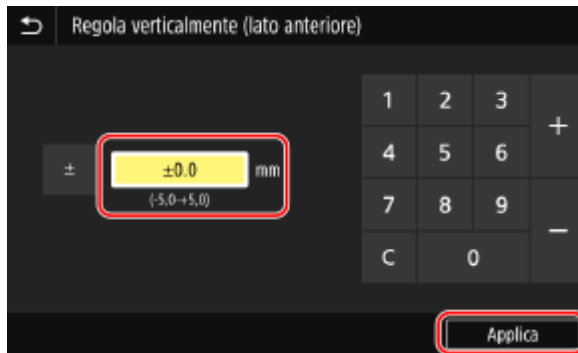 Regola verticalmente (lato anteriore)
1 2 3 +
4 5 6
± ±0.0 mm
(-5,0-+5,0)
7 8 9 −
C 0
Applica